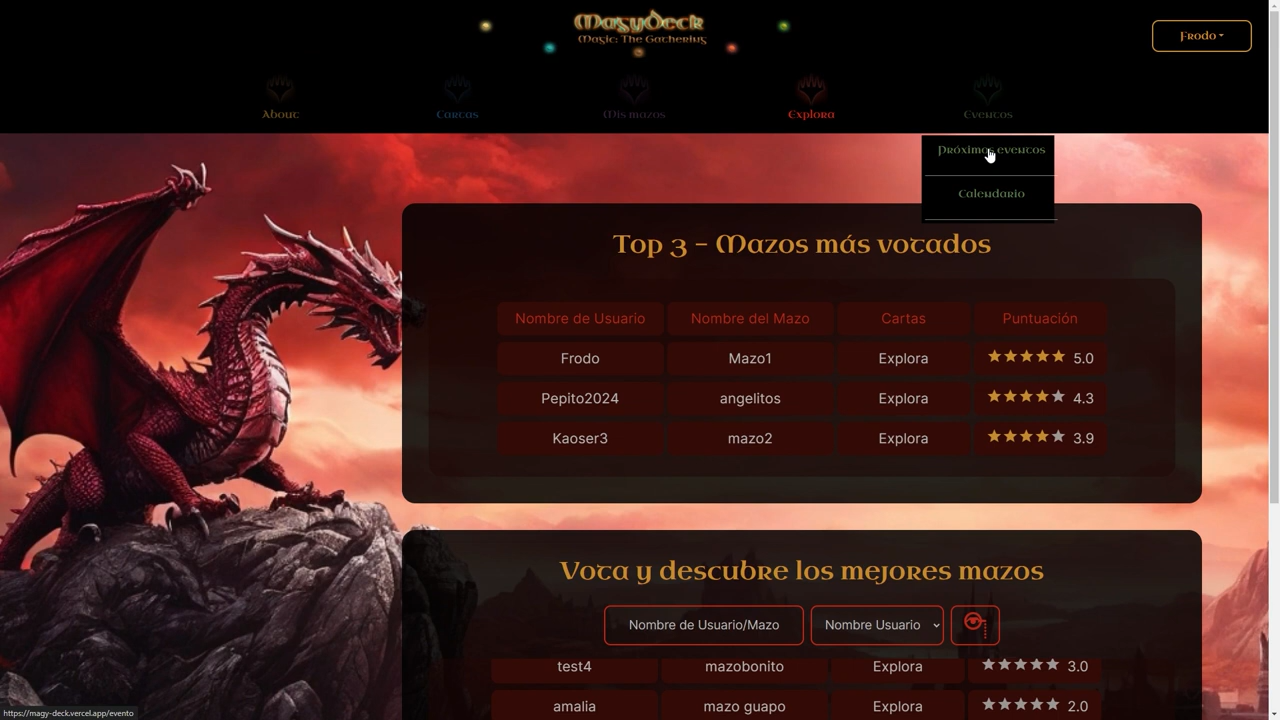 MagyDeck
Magic: The Gathering
Frodo
About
Cartas
Mis mazos
Explora
Eventos
Próximos eventos
Calendario
Top 3 - Mazos más votados
Nombre de Usuario Nombre del Mazo Cartas Puntuación
Frodo Mazo1 Explora 5.0
Pepito2024 angelitos Explora 4.3
Kaoser3 mazo2 Explora 3.9
Vota y descubre los mejores mazos
Nombre de Usuario/Mazo Nombre Usuario
test4 mazobonito Explora 3.0
amalia mazo guapo Explora 2.0
https://magy-deck.vercel.app/evento